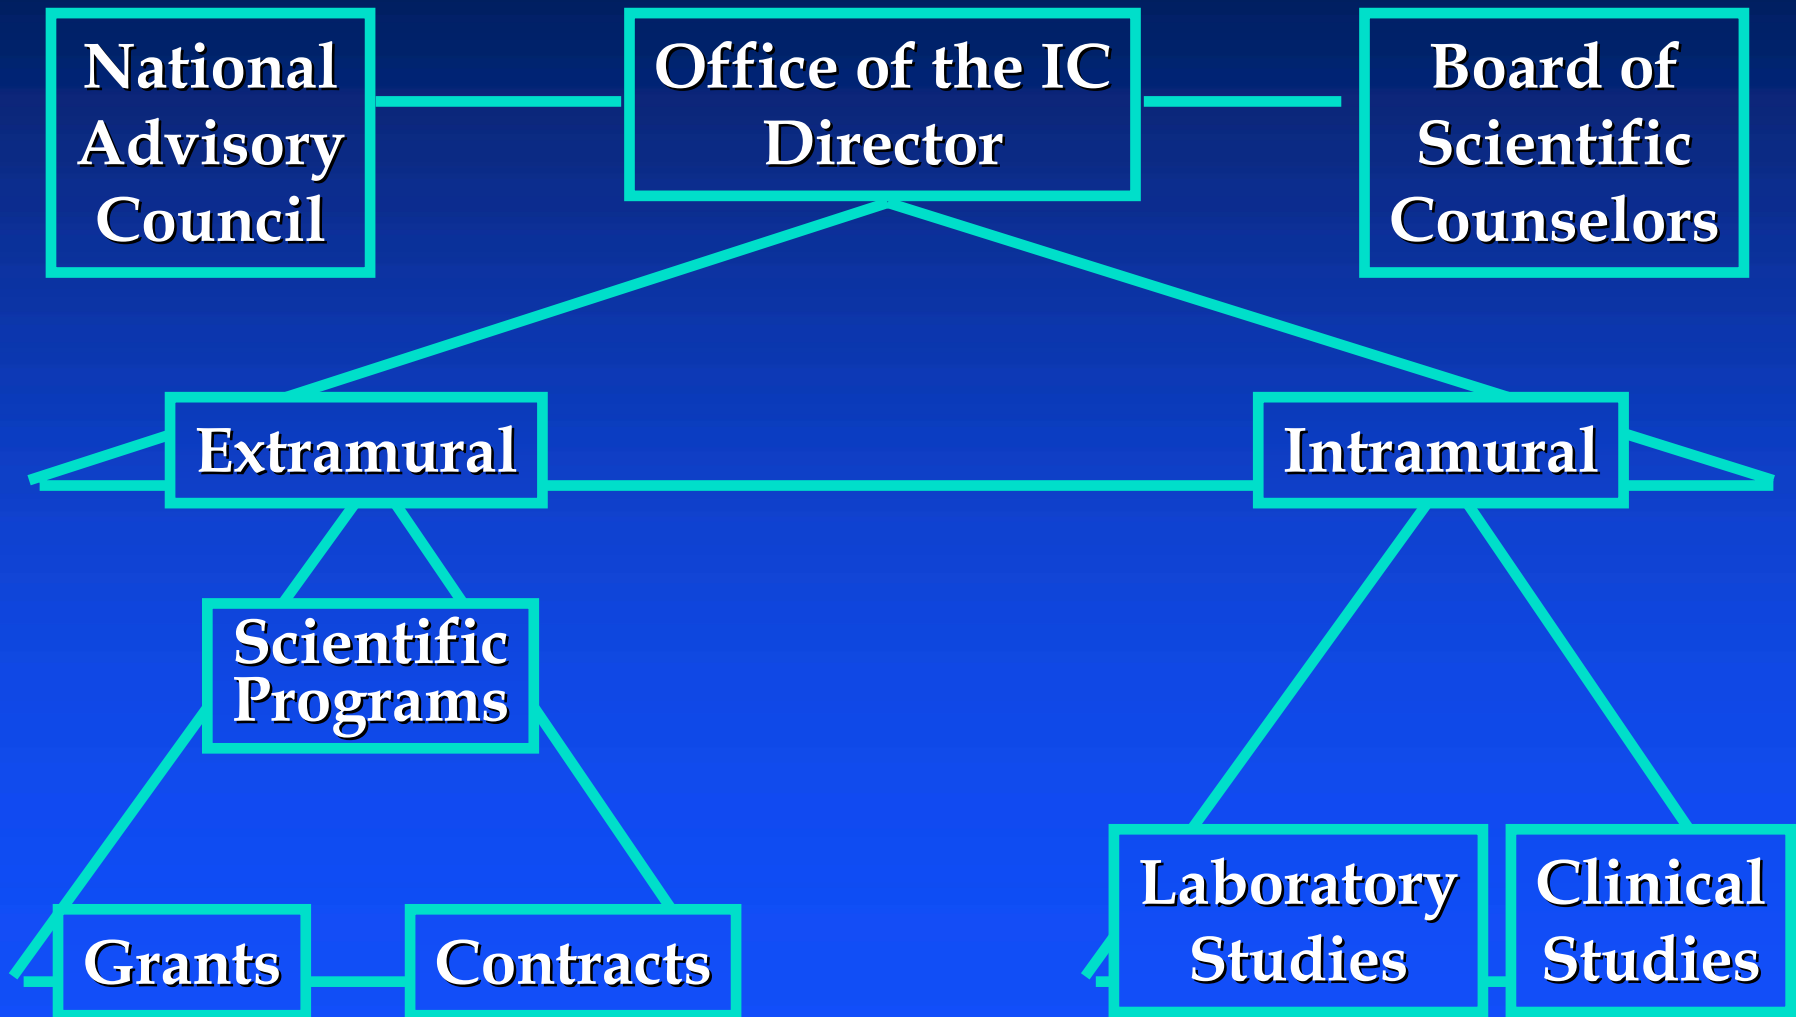 National
Advisory
Council
Office of the IC
Director
Board of
Scientific
Counselors
Extramural
Intramural
Scientific
Programs
Grants
Contracts
Laboratory
Studies
Clinical
Studies